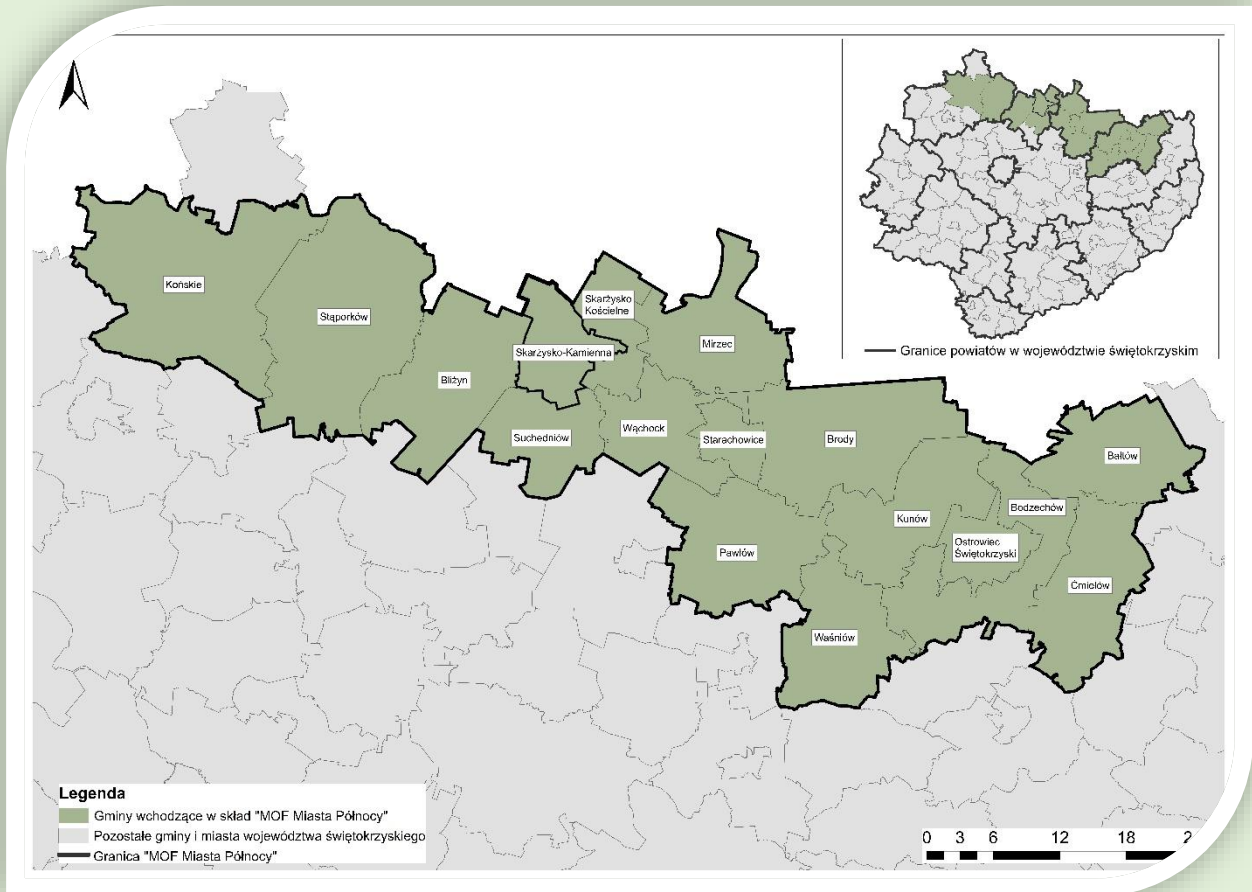 Granice powiatów w województwie świętokrzyskim
Końskie
Stąporków
Bliżyn
Skarżysko
Kościelne
Skarżysko-Kamienna
Mirzec
Suchedniów
Wąchock
Starachowice
Brody
Bałtów
Bodzechów
Kunów
Ostrowiec
Świętokrzyski
Pawłów
Ćmielów
Waśniów
Legenda
Gminy wchodzące w skład "MOF Miasta Północy"
Pozostałe gminy i miasta województwa świętokrzyskiego
Granica "MOF Miasta Północy"
0 3 6 12 18 2